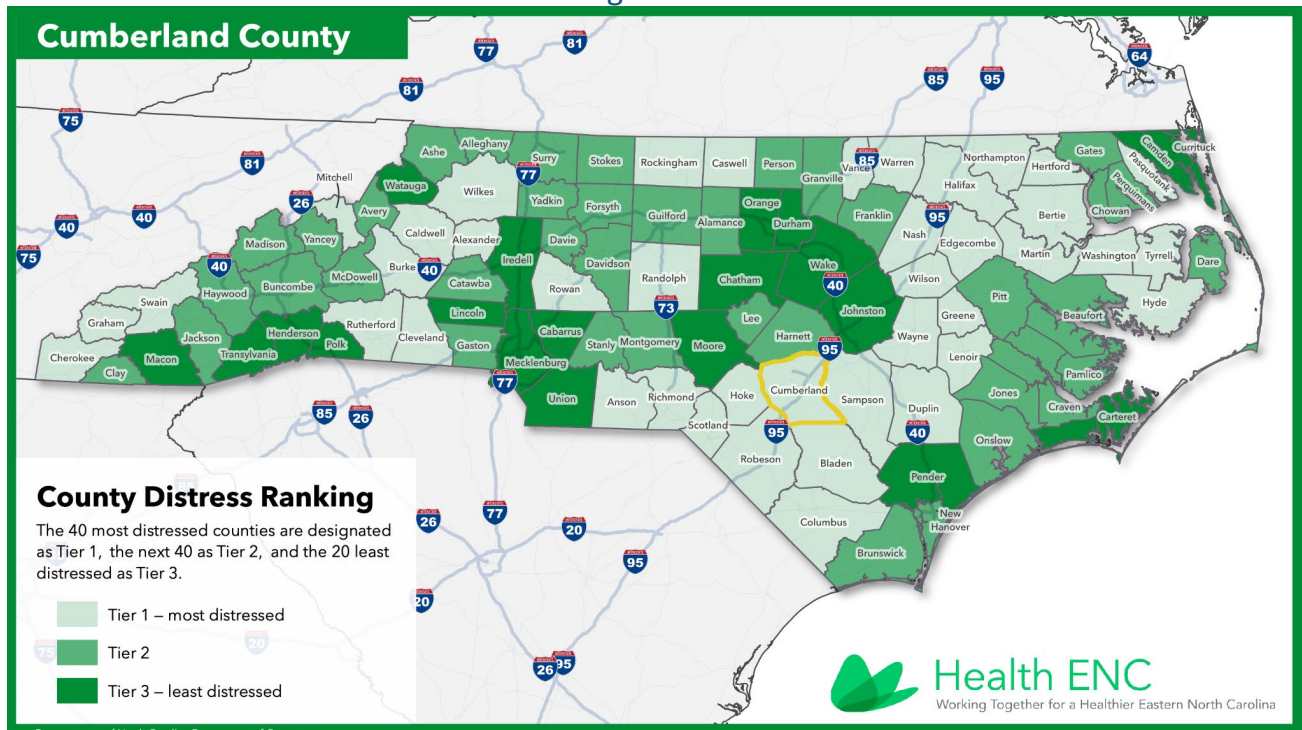 Cumberland County
77
81
64
81
85
95
75
81
85
Ashe
Alleghany
Surry
77
Stokes
Rockingham
Caswell
Person
Granville
Vance
Warren
Northampton
Hertford
Gates
Camden
Currituck
Pasquotank
Perquimans
Chowan
Mitchell
26
40
40
75
Watauga
Wilkes
Yadkin
Forsyth
Guilford
Alamance
Orange
Durham
Franklin
Halifax
Bertie
95
Nash
Edgecombe
Martin
Washington
Tyrrell
Dare
Avery
Caldwell
Alexander
Iredell
Davie
Davidson
Randolph
Chatham
Wake
40
Wilson
Pitt
Beaufort
Hyde
Madison
Yancey
40
Burke
40
McDowell
Catawba
Rowan
73
Johnston
Greene
Haywood
Buncombe
Swain
Graham
Cherokee
Clay
Macon
Jackson
Transylvania
Henderson
Polk
Rutherford
Cleveland
Lincoln
Gaston
Mecklenburg
77
Cabarrus
Stanly
Montgomery
Moore
Lee
Harnett
95
Wayne
Lenoir
Jones
Craven
Pamlico
Carteret
Union
Anson
Richmond
Scotland
Hoke
Cumberland
Sampson
Duplin
40
Onslow
85
26
95
Robeson
Bladen
Pender
New
Hanover
Columbus
Brunswick
26
77
20
95
20
26
95
75
20
County Distress Ranking
The 40 most distressed counties are designated
as Tier 1, the next 40 as Tier 2, and the 20 least
distressed as Tier 3.
Tier 1 – most distressed
Tier 2
Tier 3 – least distressed
Health ENC
Working Together for a Healthier Eastern North Carolina